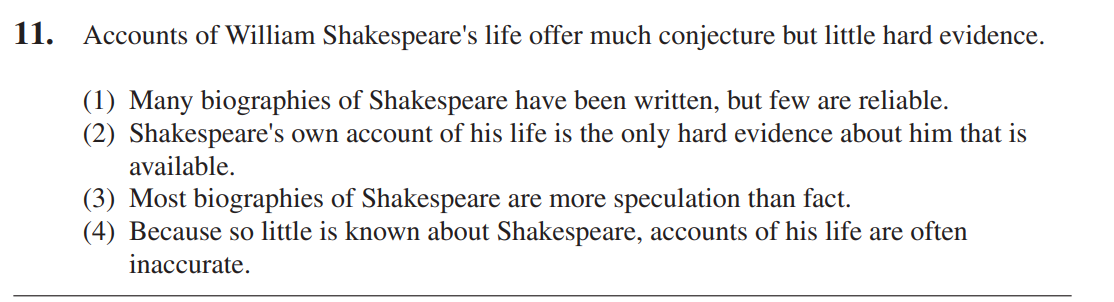 11. Accounts of William Shakespeare's life offer much conjecture but little hard evidence.
(1) Many biographies of Shakespeare have been written, but few are reliable.
(2) Shakespeare's own account of his life is the only hard evidence about him that is
available.
(3) Most biographies of Shakespeare are more speculation than fact.
(4) Because so little is known about Shakespeare, accounts of his life are often
inaccurate.